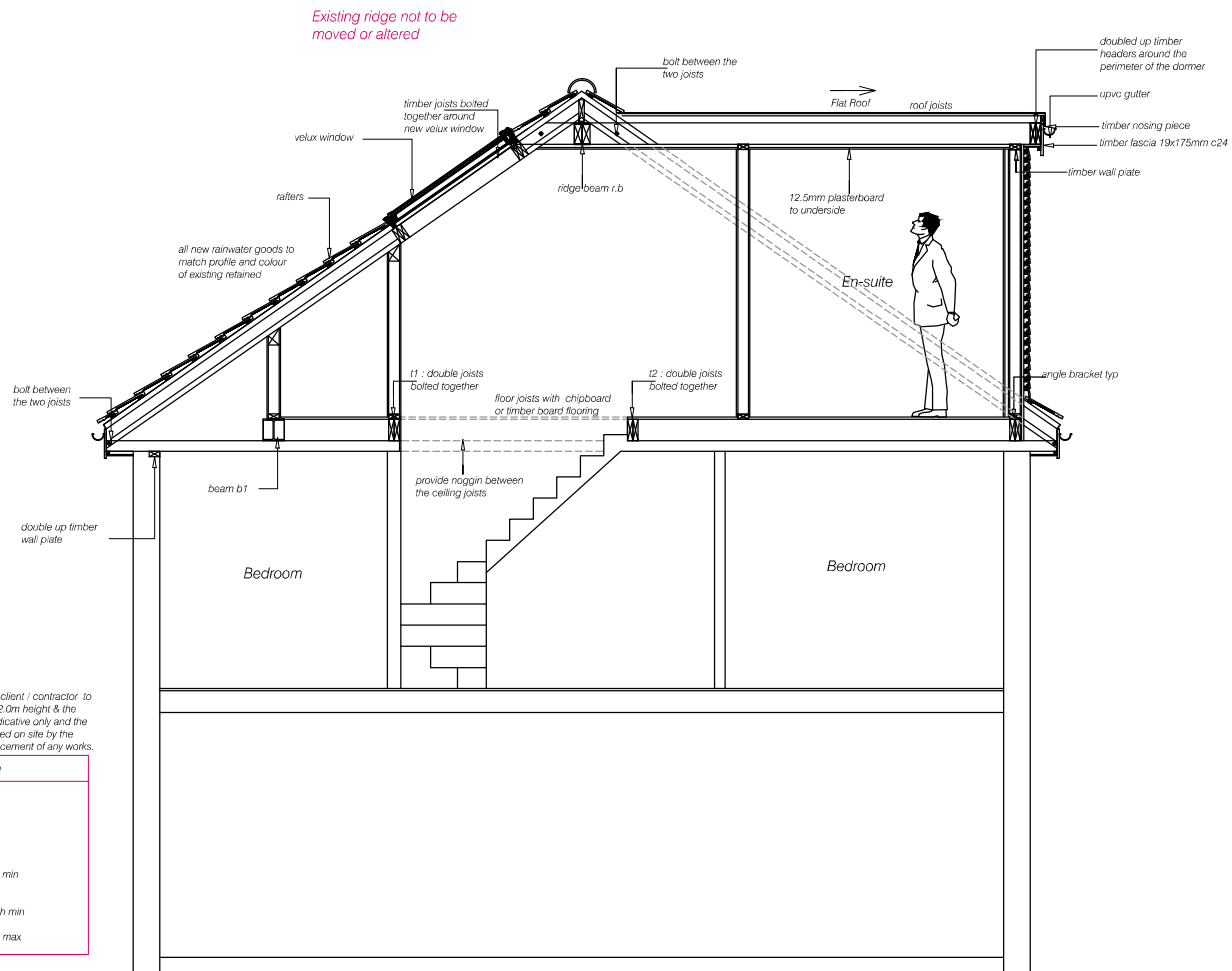 Existing ridge not to be
moved or altered
doubled up timber
headers around the
perimeter of the dormer
bolt between the
two joists
upvc gutter
Flat Roof
roof joists
timber joists bolted
together around
new velux window
timber nosing piece
velux window
timber fascia 19x175mm c24
timber wall plate
ridge beam r.b
12.5mm plasterboard
to underside
rafters
all new rainwater goods to
match profile and colour
of existing retained
En-suite
t1 : double joists
bolted together
t2 : double joists
bolted together
angle bracket typ
bolt between
the two joists
floor joists with chipboard
or timber board flooring
provide noggin between
the ceiling joists
beam b1
double up timber
wall plate
Bedroom
Bedroom
client / contractor to
2.0m height & the
dicative only and the
ed on site by the
cement of any works.
e
min
h min
max